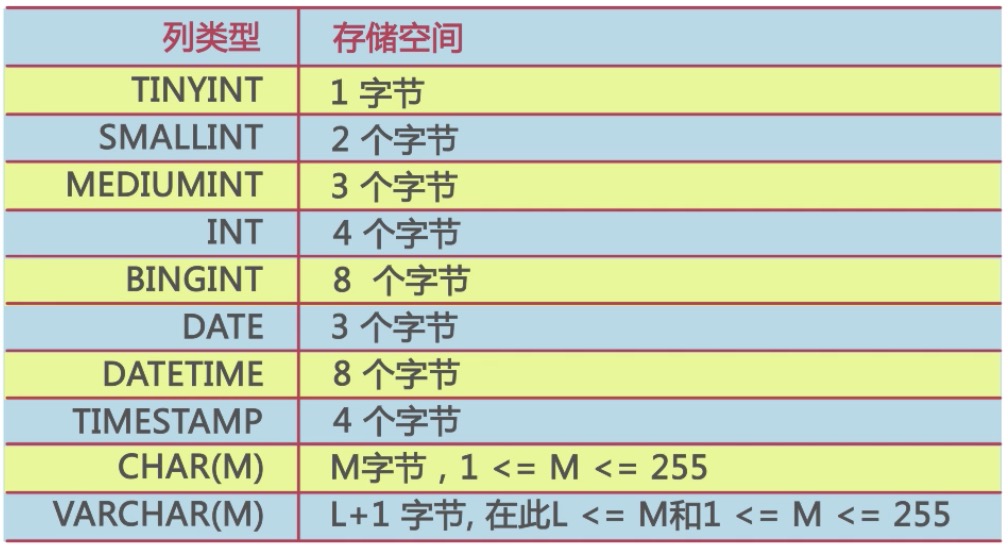 列类型 存储空间
TINYINT 1 字节
SMALLINT 2 个字节
MEDIUMINT 3 个字节
INT 4 个字节
BINGINT 8 个字节
DATE 3 个字节
DATETIME 8 个字节
TIMESTAMP 4 个字节
CHAR(M) M字节 , 1 <= M <= 255
VARCHAR(M) L+1 字节, 在此L <= M和1 <= M <= 255